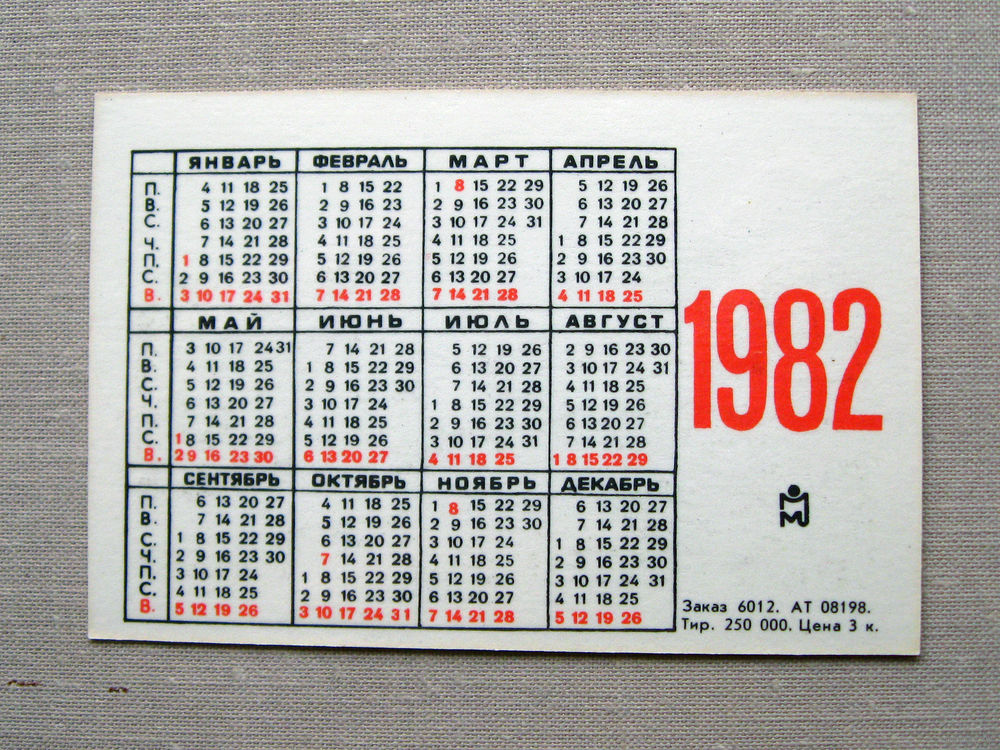 ЯНВАРЬ ФЕВРАЛЬ МАРТ АПРЕЛЬ
П. 4 11 18 25 1 8 15 22 1 8 15 22 29 5 12 19 26
В. 5 12 19 26 2 9 16 23 2 9 16 23 30 6 13 20 27
С. 6 13 20 27 3 10 17 24 3 10 17 24 31 7 14 21 28
Ч. 7 14 21 28 4 11 18 25 4 11 18 25 1 8 15 22 29
П. 1 8 15 22 29 5 12 19 26 5 12 19 26 2 9 16 23 30
С. 2 9 16 23 30 6 13 20 27 6 13 20 27 3 10 17 24
В. 3 10 17 24 31 7 14 21 28 7 14 21 28 4 11 18 25
МАЙ ИЮНЬ ИЮЛЬ АВГУСТ
П. 3 10 17 24 31 7 14 21 28 5 12 19 26 2 9 16 23 30
В. 4 11 18 25 1 8 15 22 29 6 13 20 27 3 10 17 24 31
С. 5 12 19 26 2 9 16 23 30 7 14 21 28 4 11 18 25
Ч. 6 13 20 27 3 10 17 24 1 8 15 22 29 5 12 19 26
П. 7 14 21 28 4 11 18 25 2 9 16 23 30 6 13 20 27
С. 1 8 15 22 29 5 12 19 26 3 10 17 24 31 7 14 21 28
В. 2 9 16 23 30 6 13 20 27 4 11 18 25 1 8 15 22 29
СЕНТЯБРЬ ОКТЯБРЬ НОЯБРЬ ДЕКАБРЬ
П. 6 13 20 27 4 11 18 25 1 8 15 22 29 6 13 20 27
В. 7 14 21 28 5 12 19 26 2 9 16 23 30 7 14 21 28
С. 1 8 15 22 29 6 13 20 27 3 10 17 24 1 8 15 22 29
Ч. 2 9 16 23 30 7 14 21 28 4 11 18 25 2 9 16 23 30
П. 3 10 17 24 1 8 15 22 29 5 12 19 26 3 10 17 24 31
С. 4 11 18 25 2 9 16 23 30 6 13 20 27 4 11 18 25
В. 5 12 19 26 3 10 17 24 31 7 14 21 28 5 12 19 26
1982
Заказ 6012. АТ 08198.
Тир. 250 000. Цена 3 к.